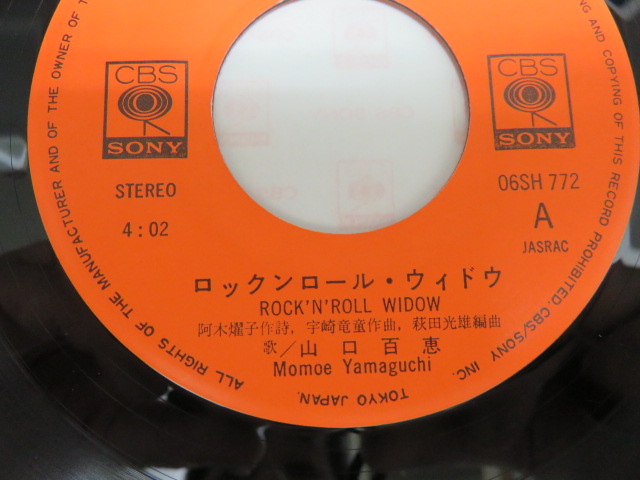 CBS
SONY
CBS
SONY
STEREO
4:02
06SH 772
A
JASRAC
ロックンロール・ウィドウ
ROCK'N'ROLL WIDOW
阿木燿子作詩, 宇崎竜童作曲, 萩田光雄編曲
歌／山口百恵
Momoe Yamaguchi
ALL RIGHTS OF THE MANUFACTURER AND OF THE OWNER OF
AND COPYING OF THIS RECORD PROHIBITED. CBS/SONY INC.
TOKYO JAPAN.